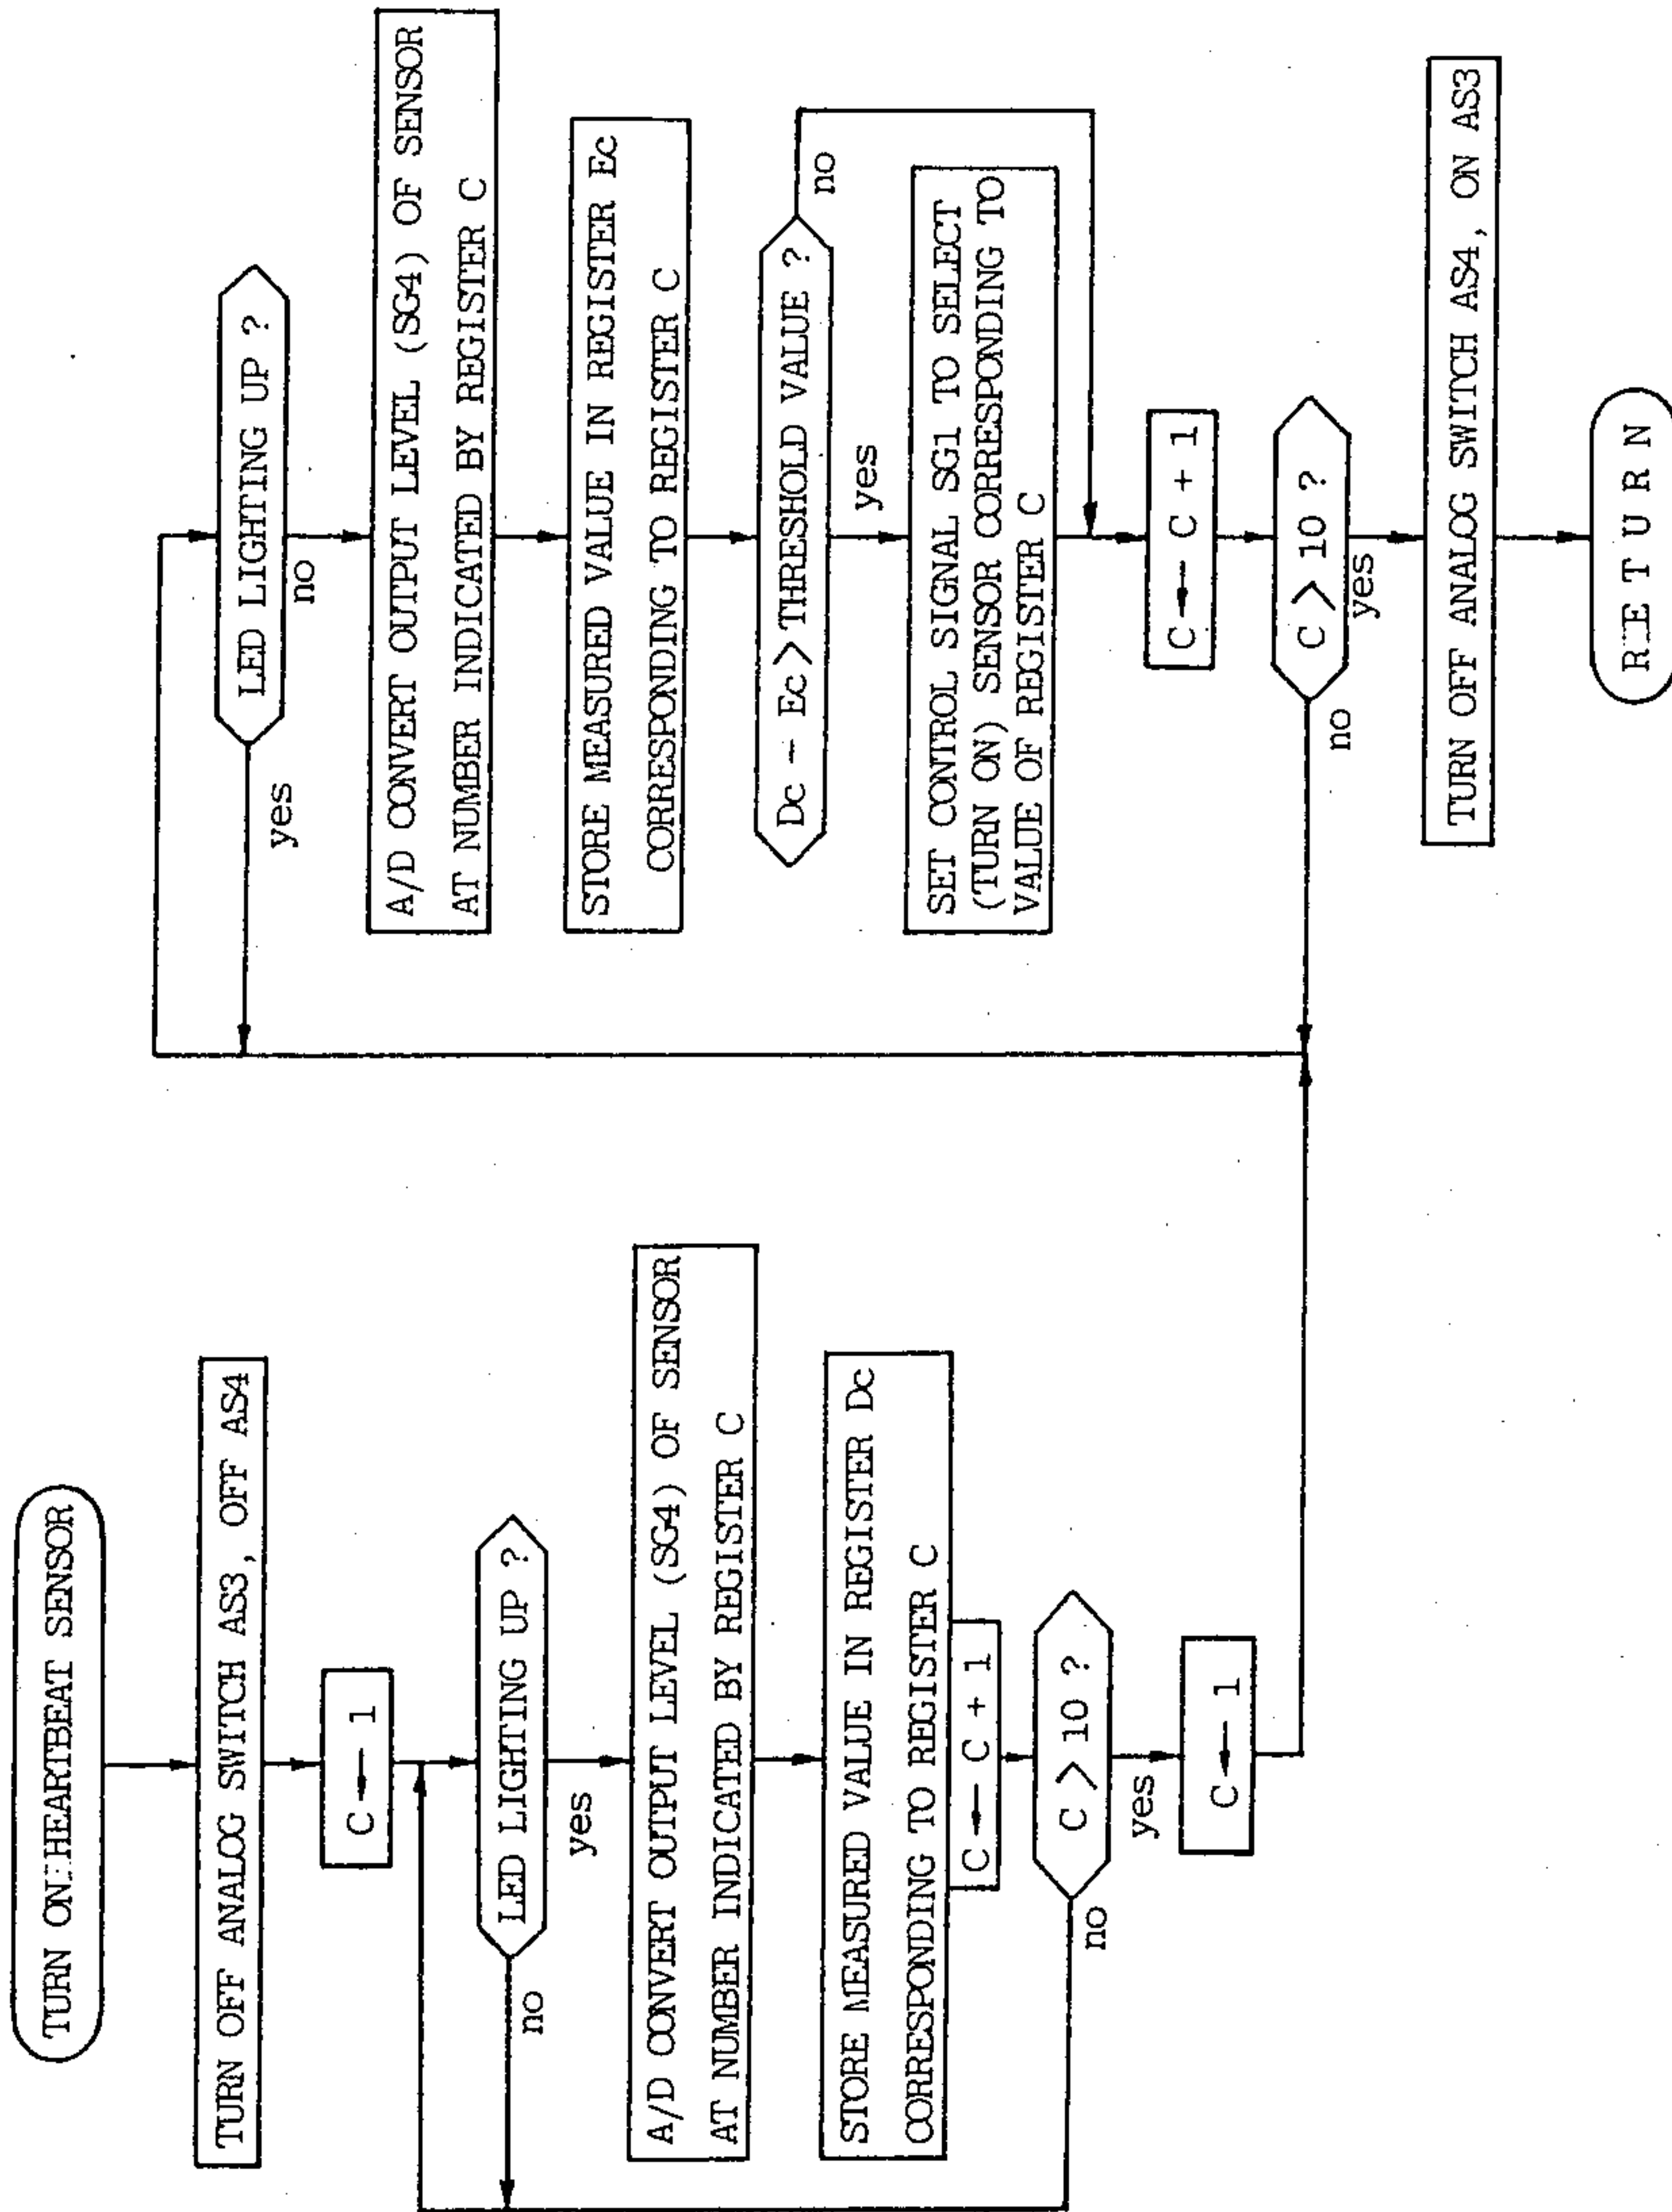 TURN ON HEARTBEAT SENSOR
TURN OFF ANALOG SWITCH AS3, OFF AS4
C ← 1
LED LIGHTING UP ?
no
yes
A/D CONVERT OUTPUT LEVEL (SG4) OF SENSOR
AT NUMBER INDICATED BY REGISTER C
STORE MEASURED VALUE IN REGISTER Dc
CORRESPONDING TO REGISTER C
C ← C + 1
C > 10 ?
no
yes
C ← 1
LED LIGHTING UP ?
yes
no
A/D CONVERT OUTPUT LEVEL (SG4) OF SENSOR
AT NUMBER INDICATED BY REGISTER C
STORE MEASURED VALUE IN REGISTER Ec
CORRESPONDING TO REGISTER C
Dc - Ec > THRESHOLD VALUE ?
no
yes
SET CONTROL SIGNAL SG1 TO SELECT
(TURN ON) SENSOR CORRESPONDING TO
VALUE OF REGISTER C
C ← C + 1
C > 10 ?
no
yes
TURN OFF ANALOG SWITCH AS4, ON AS3
RETURN